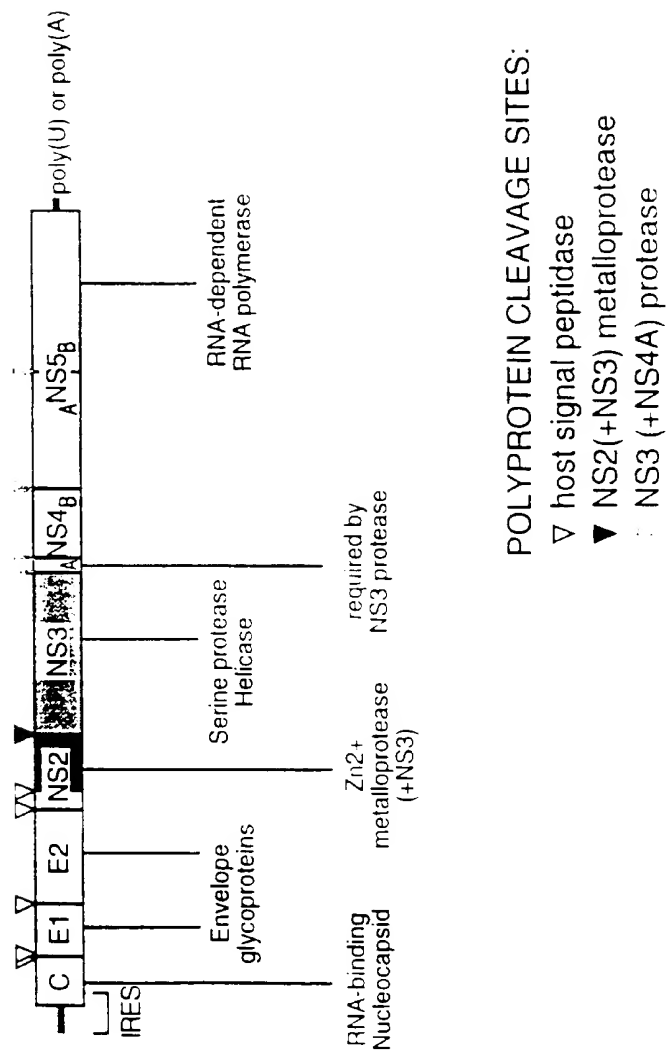 IRES
C
E1
E2
NS2
NS3
A
NS4B
A
NS5B
poly(U) or poly(A)
RNA-binding
Nucleocapsid
Envelope
glycoproteins
Zn2+
metalloprotease
(+NS3)
Serine protease
Helicase
required by
NS3 protease
RNA-dependent
RNA polymerase
POLYPROTEIN CLEAVAGE SITES:
host signal peptidase
NS2(+NS3) metalloprotease
NS3 (+NS4A) protease